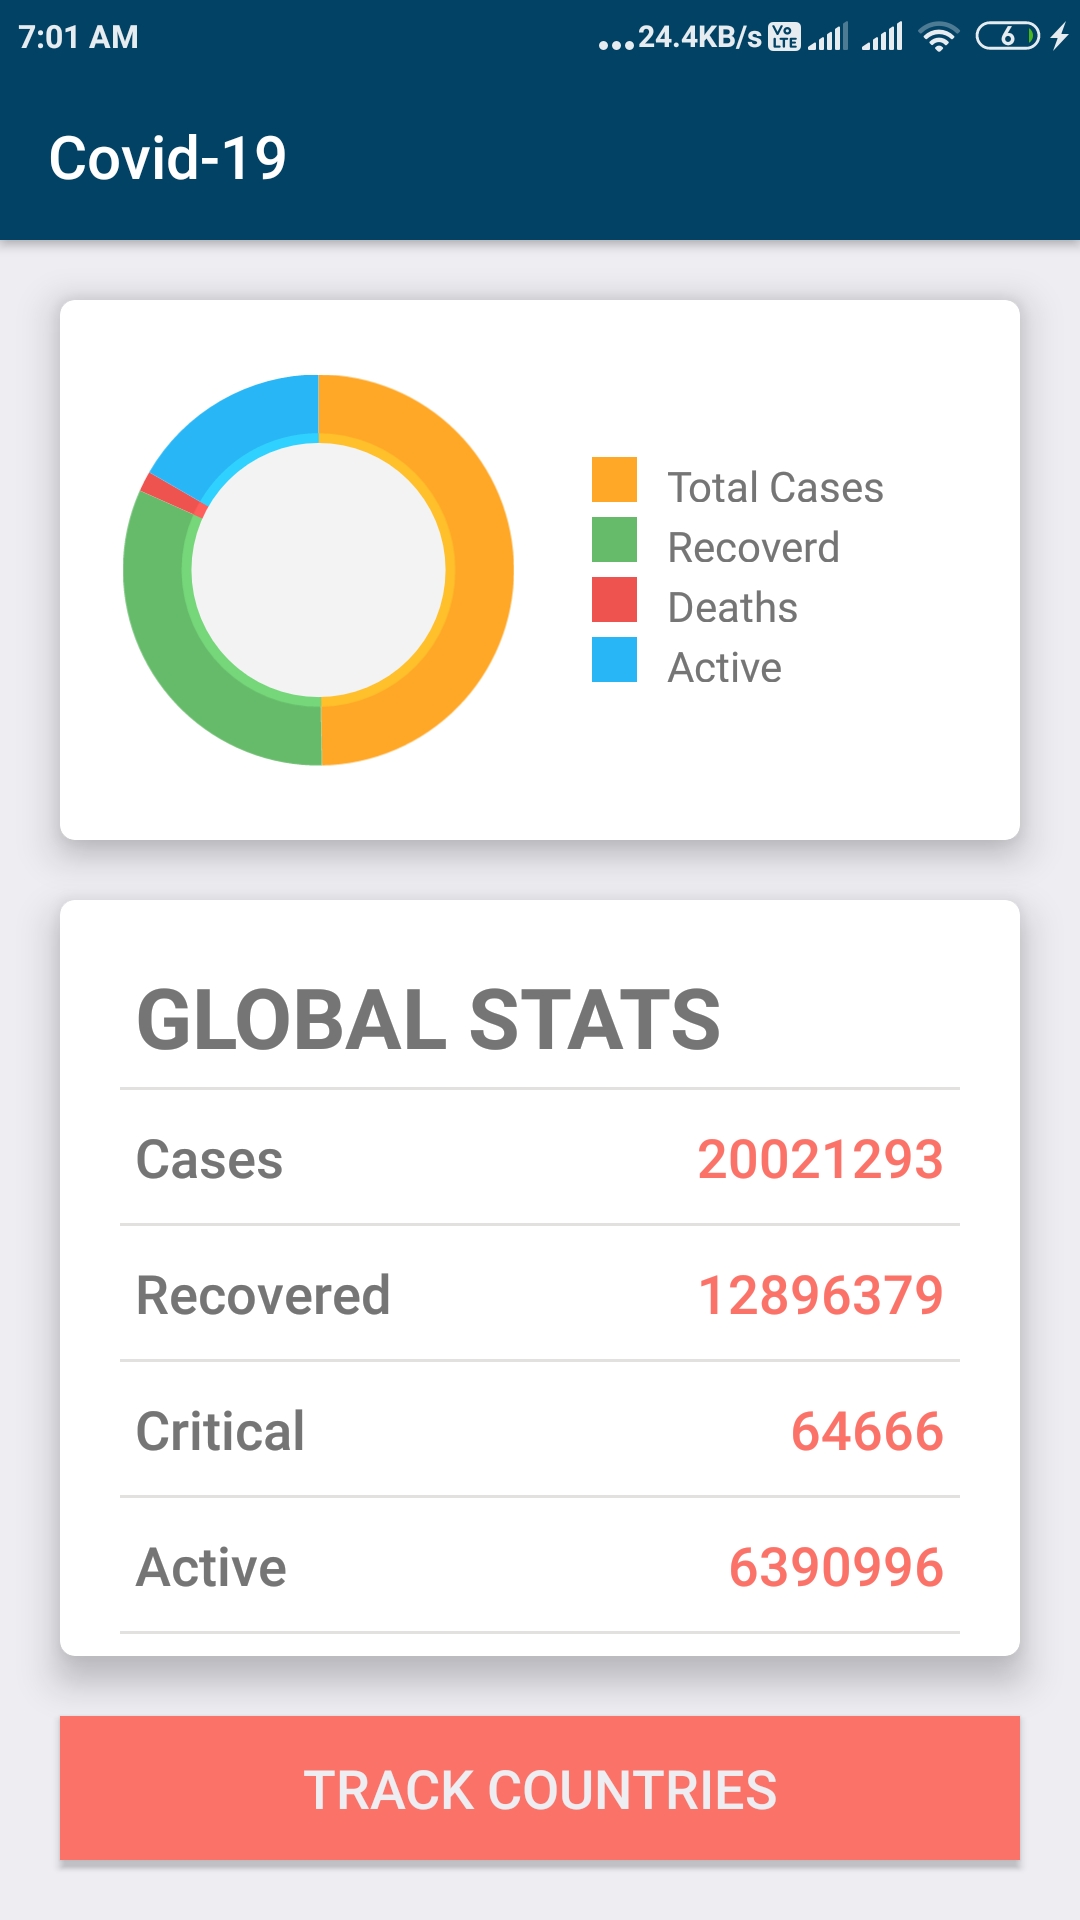 7:01 AM ...24.4KB/s Vo LTE 6
Covid-19
Total Cases
Recoverd
Deaths
Active
GLOBAL STATS
Cases 20021293
Recovered 12896379
Critical 64666
Active 6390996
TRACK COUNTRIES